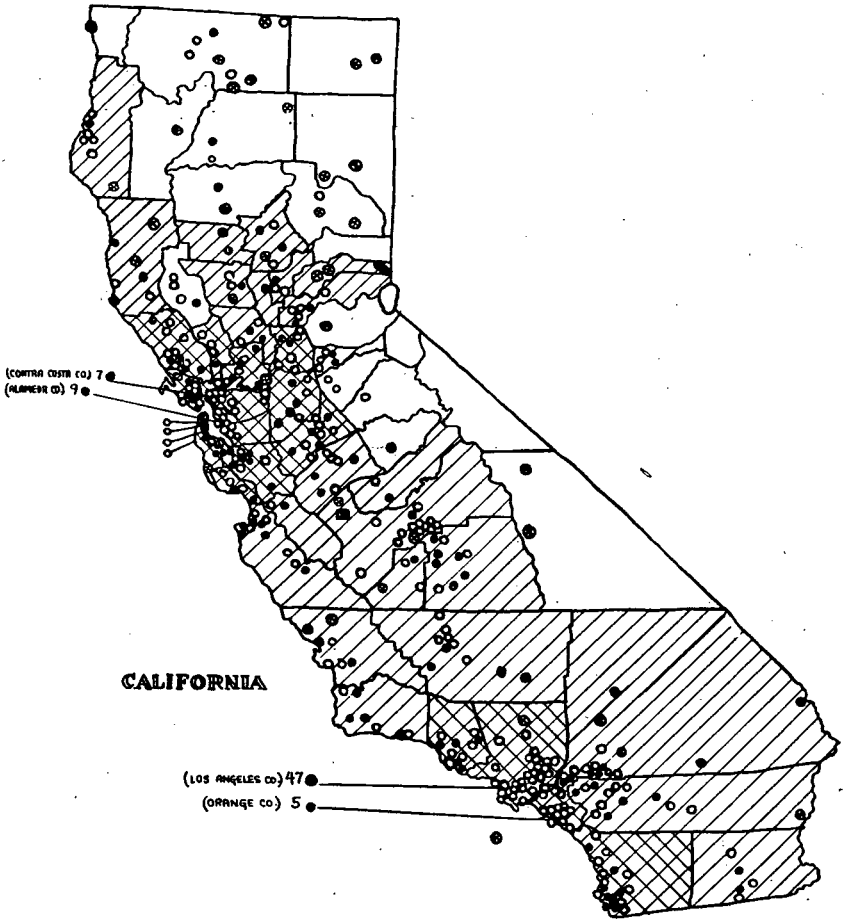 (CONTRA COSTA CO.) 7
(ALAMEDA CO) 9
CALIFORNIA
(LOS ANGELES CO.) 47
(ORANGE CO.) 5